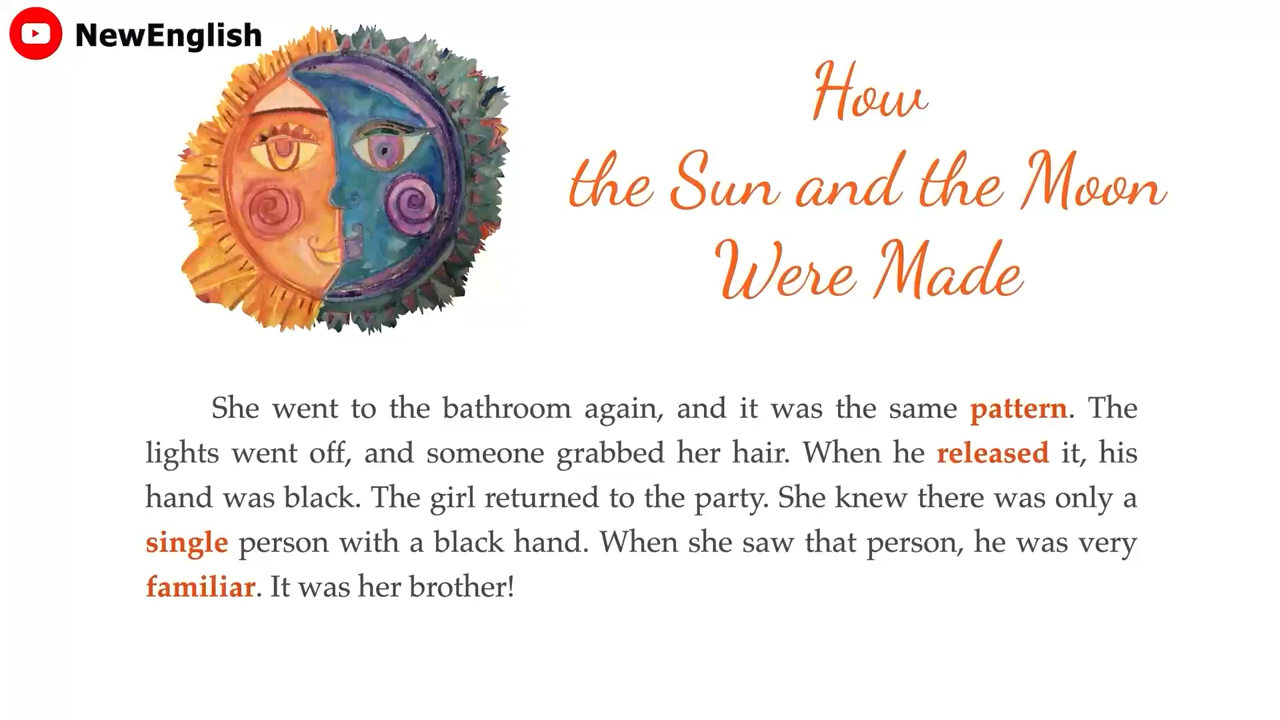 NewEnglish
How
the Sun and the Moon
Were Made
She went to the bathroom again, and it was the same pattern. The
lights went off, and someone grabbed her hair. When he released it, his
hand was black. The girl returned to the party. She knew there was only a
single person with a black hand. When she saw that person, he was very
familiar. It was her brother!